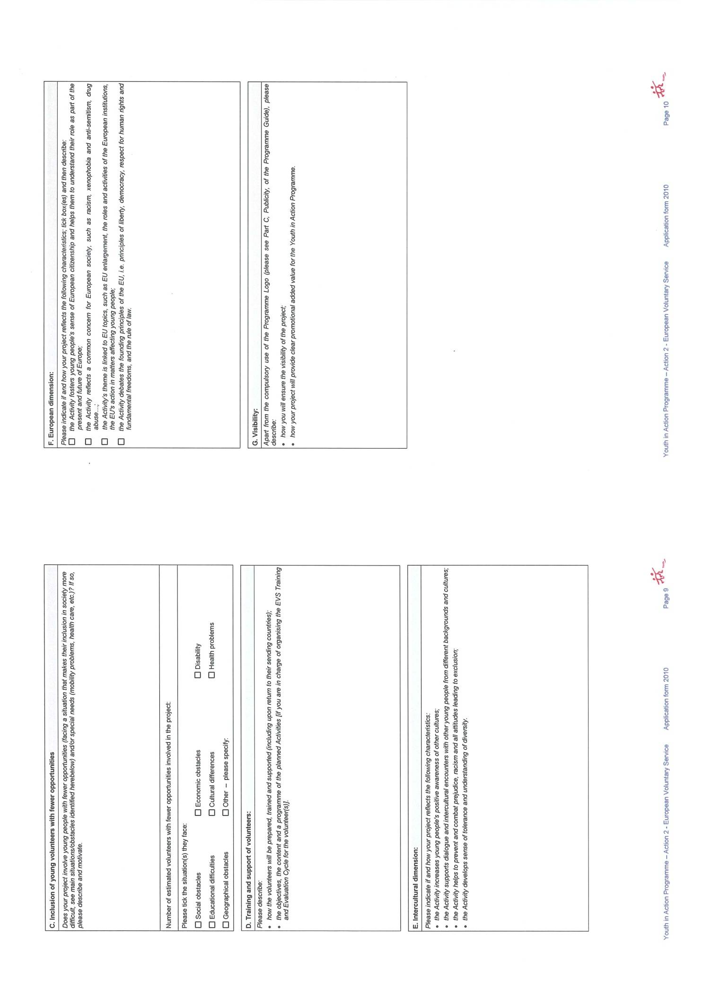 C. Inclusion of young volunteers with fewer opportunities
Does your project involve young people with fewer opportunities (facing a situation that makes their inclusion in society more
difficult, see main situations/obstacles identified herebelow) and/or special needs (mobility problems, health care, etc.)? If so,
please describe and motivate.
Number of estimated volunteers with fewer opportunities involved in the project:
Please tick the situation(s) they face:
☐ Social obstacles ☐ Economic obstacles ☐ Disability
☐ Educational difficulties ☐ Cultural differences ☐ Health problems
☐ Geographical obstacles ☐ Other – please specify:
D. Training and support of volunteers:
Please describe:
• how the volunteers will be prepared, trained and supported (including upon return to their sending countries);
• the objectives, the content and a programme of the planned Activities [if you are in charge of organising the EVS Training
and Evaluation Cycle for the volunteer(s)].
E. Intercultural dimension:
Please indicate if and how your project reflects the following characteristics:
• the Activity increases young people's positive awareness of other cultures;
• the Activity supports dialogue and intercultural encounters with other young people from different backgrounds and cultures;
• the Activity helps to prevent and combat prejudice, racism and all attitudes leading to exclusion;
• the Activity develops sense of tolerance and understanding of diversity.
Youth in Action Programme – Action 2 - European Voluntary Service Application form 2010 Page 9
F. European dimension:
Please indicate if and how your project reflects the following characteristics; tick box(es) and then describe:
☐ the Activity fosters young people's sense of European citizenship and helps them to understand their role as part of the
present and future of Europe;
☐ the Activity reflects a common concern for European society, such as racism, xenophobia and anti-semitism, drug
abuse…;
☐ the Activity's theme is linked to EU topics, such as EU enlargement, the roles and activities of the European institutions,
the EU's action in matters affecting young people;
☐ the Activity debates the founding principles of the EU, i.e. principles of liberty, democracy, respect for human rights and
fundamental freedoms, and the rule of law.
G. Visibility:
Apart from the compulsory use of the Programme Logo (please see Part C, Publicity, of the Programme Guide), please
describe:
• how you will ensure the visibility of the project;
• how your project will provide clear promotional added value for the Youth in Action Programme.
Youth in Action Programme – Action 2 - European Voluntary Service Application form 2010 Page 10